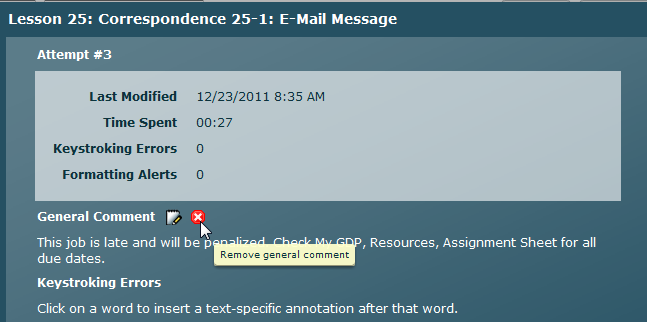 Lesson 25: Correspondence 25-1: E-Mail Message
Attempt #3
Last Modified 12/23/2011 8:35 AM
Time Spent 00:27
Keystroking Errors 0
Formatting Alerts 0
General Comment
This job is late and will be penalized. Check My GDP, Resources, Assignment Sheet for all
due dates.
Remove general comment
Keystroking Errors
Click on a word to insert a text-specific annotation after that word.